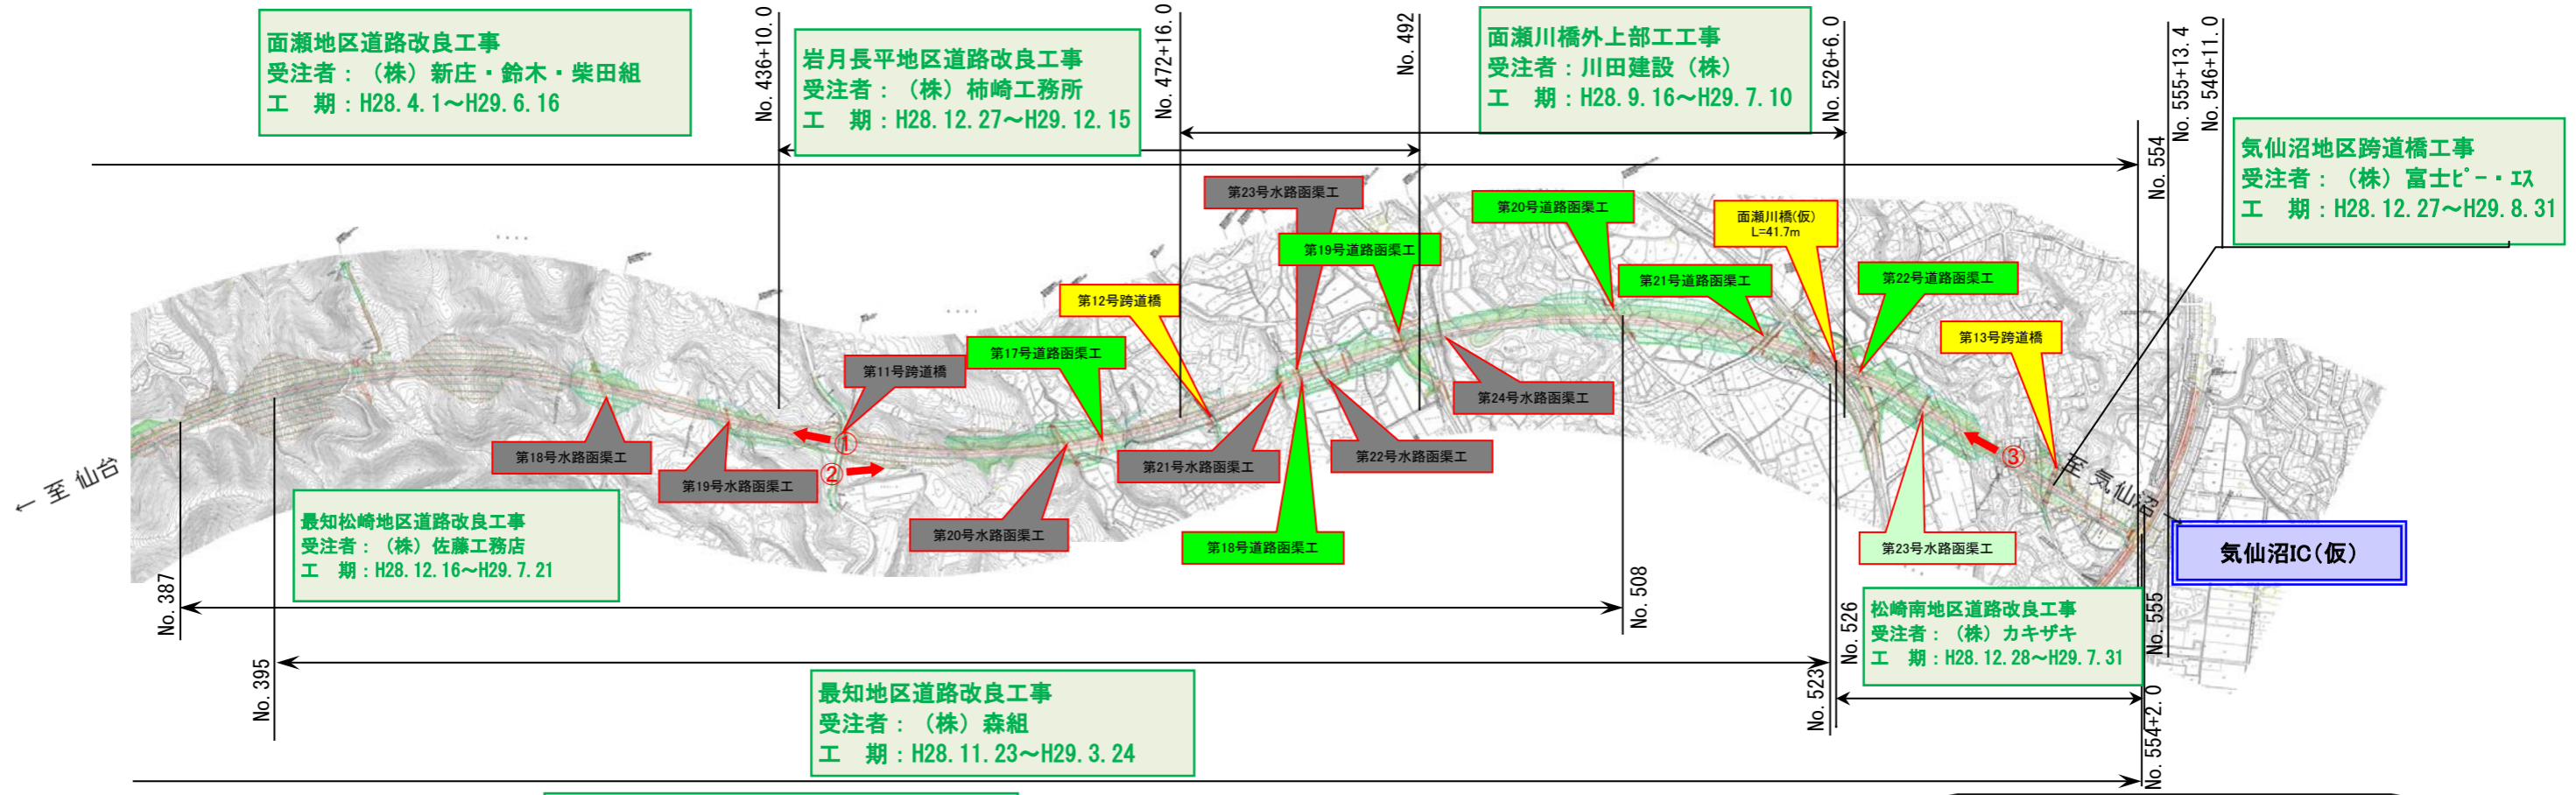 面瀬地区道路改良工事
受注者：（株）新庄・鈴木・柴田組
工　期：H28.4.1～H29.6.16
No.436+10.0
岩月長平地区道路改良工事
受注者：（株）柿崎工務所
工　期：H28.12.27～H29.12.15
No.472+16.0
No.492
面瀬川橋外上部工工事
受注者：川田建設（株）
工　期：H28.9.16～H29.7.10
No.526+6.0
No.554
No.555+13.4
No.546+11.0
気仙沼地区跨道橋工事
受注者：（株）富士ﾋﾟｰ・ｴｽ
工　期：H28.12.27～H29.8.31
第23号水路函渠工
第19号道路函渠工
第20号道路函渠工
面瀬川橋(仮)
L=41.7m
第21号道路函渠工
第22号道路函渠工
第12号跨道橋
第13号跨道橋
第17号道路函渠工
第11号跨道橋
第24号水路函渠工
①
②
③
第18号水路函渠工
第19号水路函渠工
第20号水路函渠工
第21号水路函渠工
第22号水路函渠工
第18号道路函渠工
第23号水路函渠工
← 至 仙台
至 気仙沼 →
気仙沼IC(仮)
最知松崎地区道路改良工事
受注者：（株）佐藤工務店
工　期：H28.12.16～H29.7.21
No.387
No.508
No.395
No.523
No.526
松崎南地区道路改良工事
受注者：（株）カキザキ
工　期：H28.12.28～H29.7.31
No.555
No.554+2.0
最知地区道路改良工事
受注者：（株）森組
工　期：H28.11.23～H29.3.24